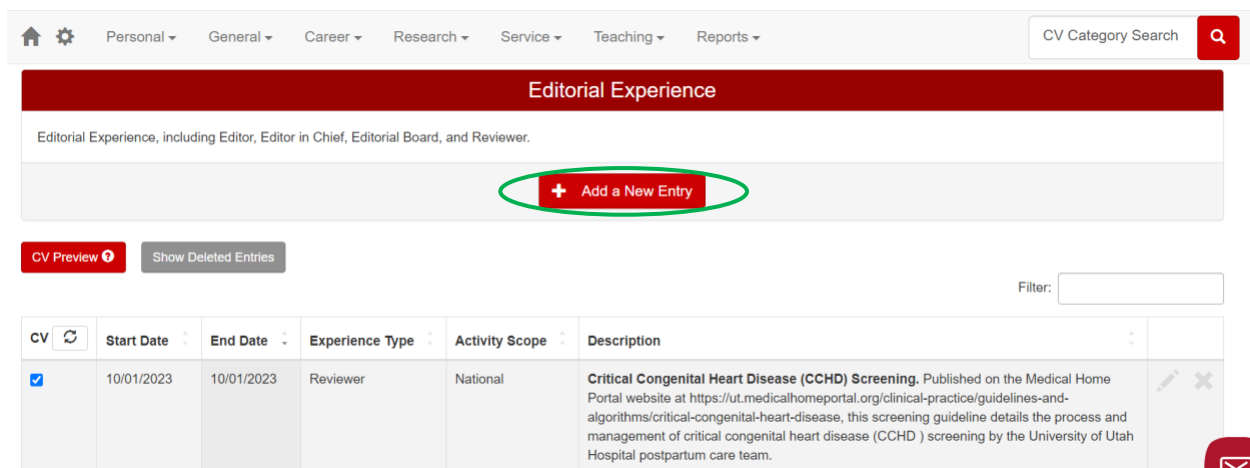 Personal General Career Research Service Teaching Reports CV Category Search
Editorial Experience
Editorial Experience, including Editor, Editor in Chief, Editorial Board, and Reviewer.
Add a New Entry
CV Preview Show Deleted Entries
Filter:
CV Start Date End Date Experience Type Activity Scope Description
10/01/2023 10/01/2023 Reviewer National Critical Congenital Heart Disease (CCHD) Screening. Published on the Medical Home
Portal website at https://ut.medicalhomeportal.org/clinical-practice/guidelines-and-
algorithms/critical-congenital-heart-disease, this screening guideline details the process and
management of critical congenital heart disease (CCHD ) screening by the University of Utah
Hospital postpartum care team.